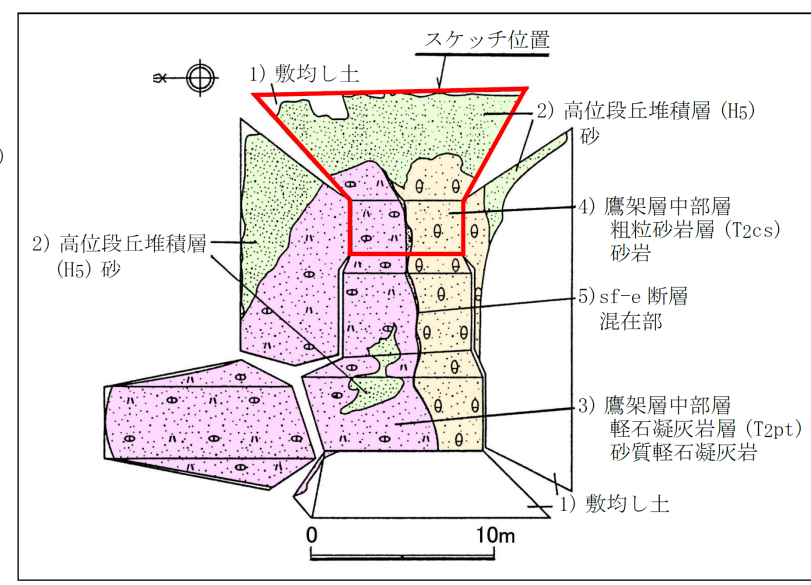 スケッチ位置
1) 敷均し土
2) 高位段丘堆積層 (H5)
砂
4) 鷹架層中部層
粗粒砂岩層 (T2cs)
砂岩
2) 高位段丘堆積層
(H5) 砂
5) sf-e 断層
混在部
3) 鷹架層中部層
軽石凝灰岩層 (T2pt)
砂質軽石凝灰岩
1) 敷均し土
0 10m
)